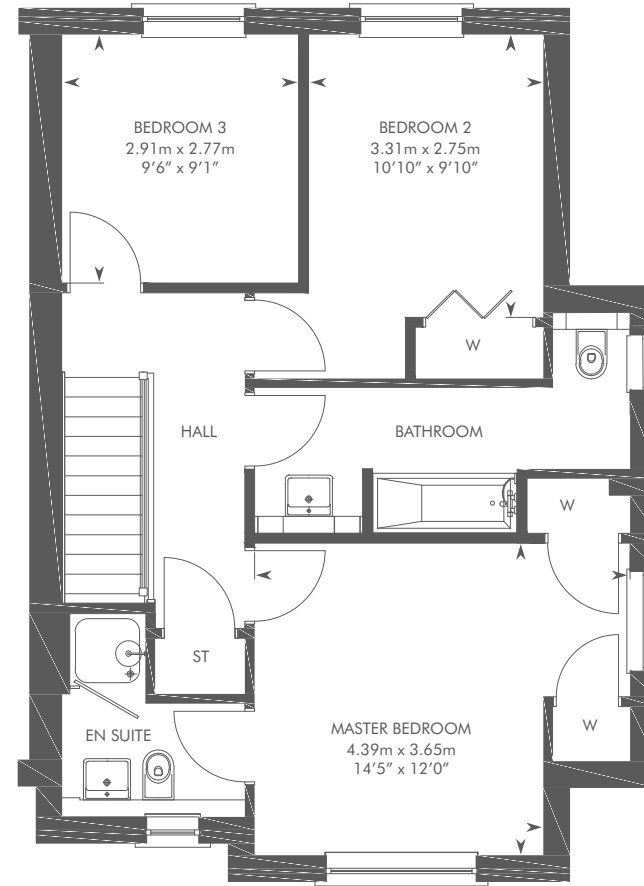 BEDROOM 3
2.91m x 2.77m
9’6” x 9’1”
BEDROOM 2
3.31m x 2.75m
10’10” x 9’10”
W
HALL
BATHROOM
W
ST
EN SUITE
MASTER BEDROOM
4.39m x 3.65m
14’5” x 12’0”
W